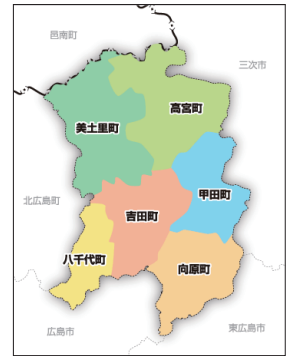 邑南町
三次市
高宮町
美土里町
甲田町
北広島町
吉田町
八千代町
向原町
広島市
東広島市